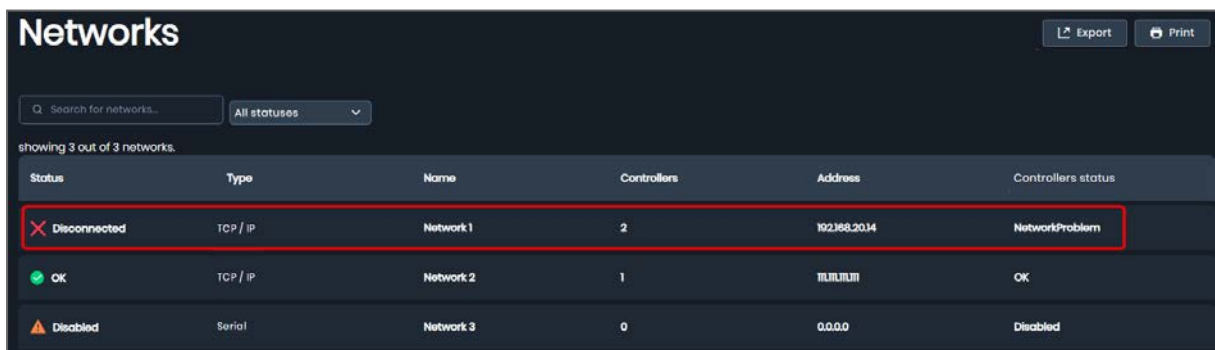 Networks
Export
Print
Search for networks...
All statuses
showing 3 out of 3 networks.
Status Type Name Controllers Address Controllers status
Disconnected TCP / IP Network 1 2 192.168.20.14 NetworkProblem
OK TCP / IP Network 2 1 111.111.111.111 OK
Disabled Serial Network 3 0 0.0.0.0 Disabled